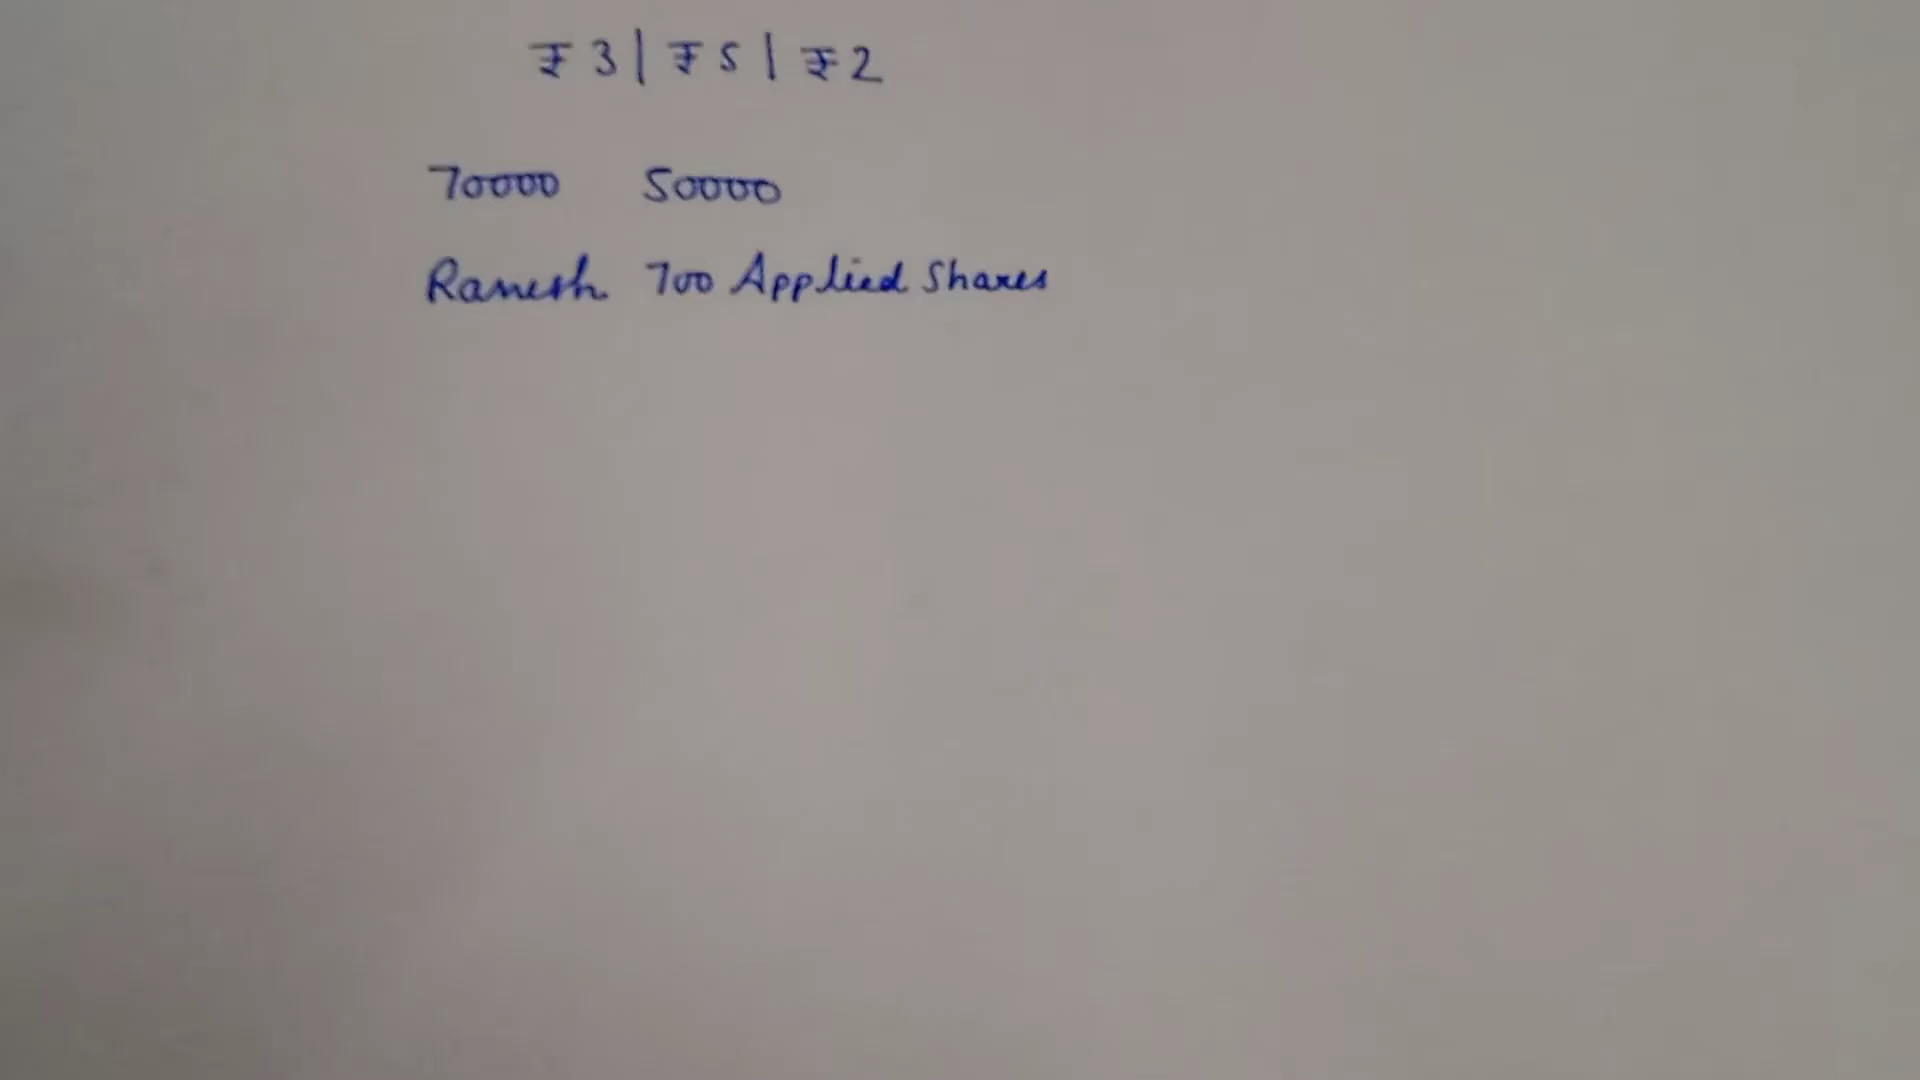 ₹ 3 | ₹ 5 | ₹ 2
70000 50000
Ramesh 700 Applied Shares